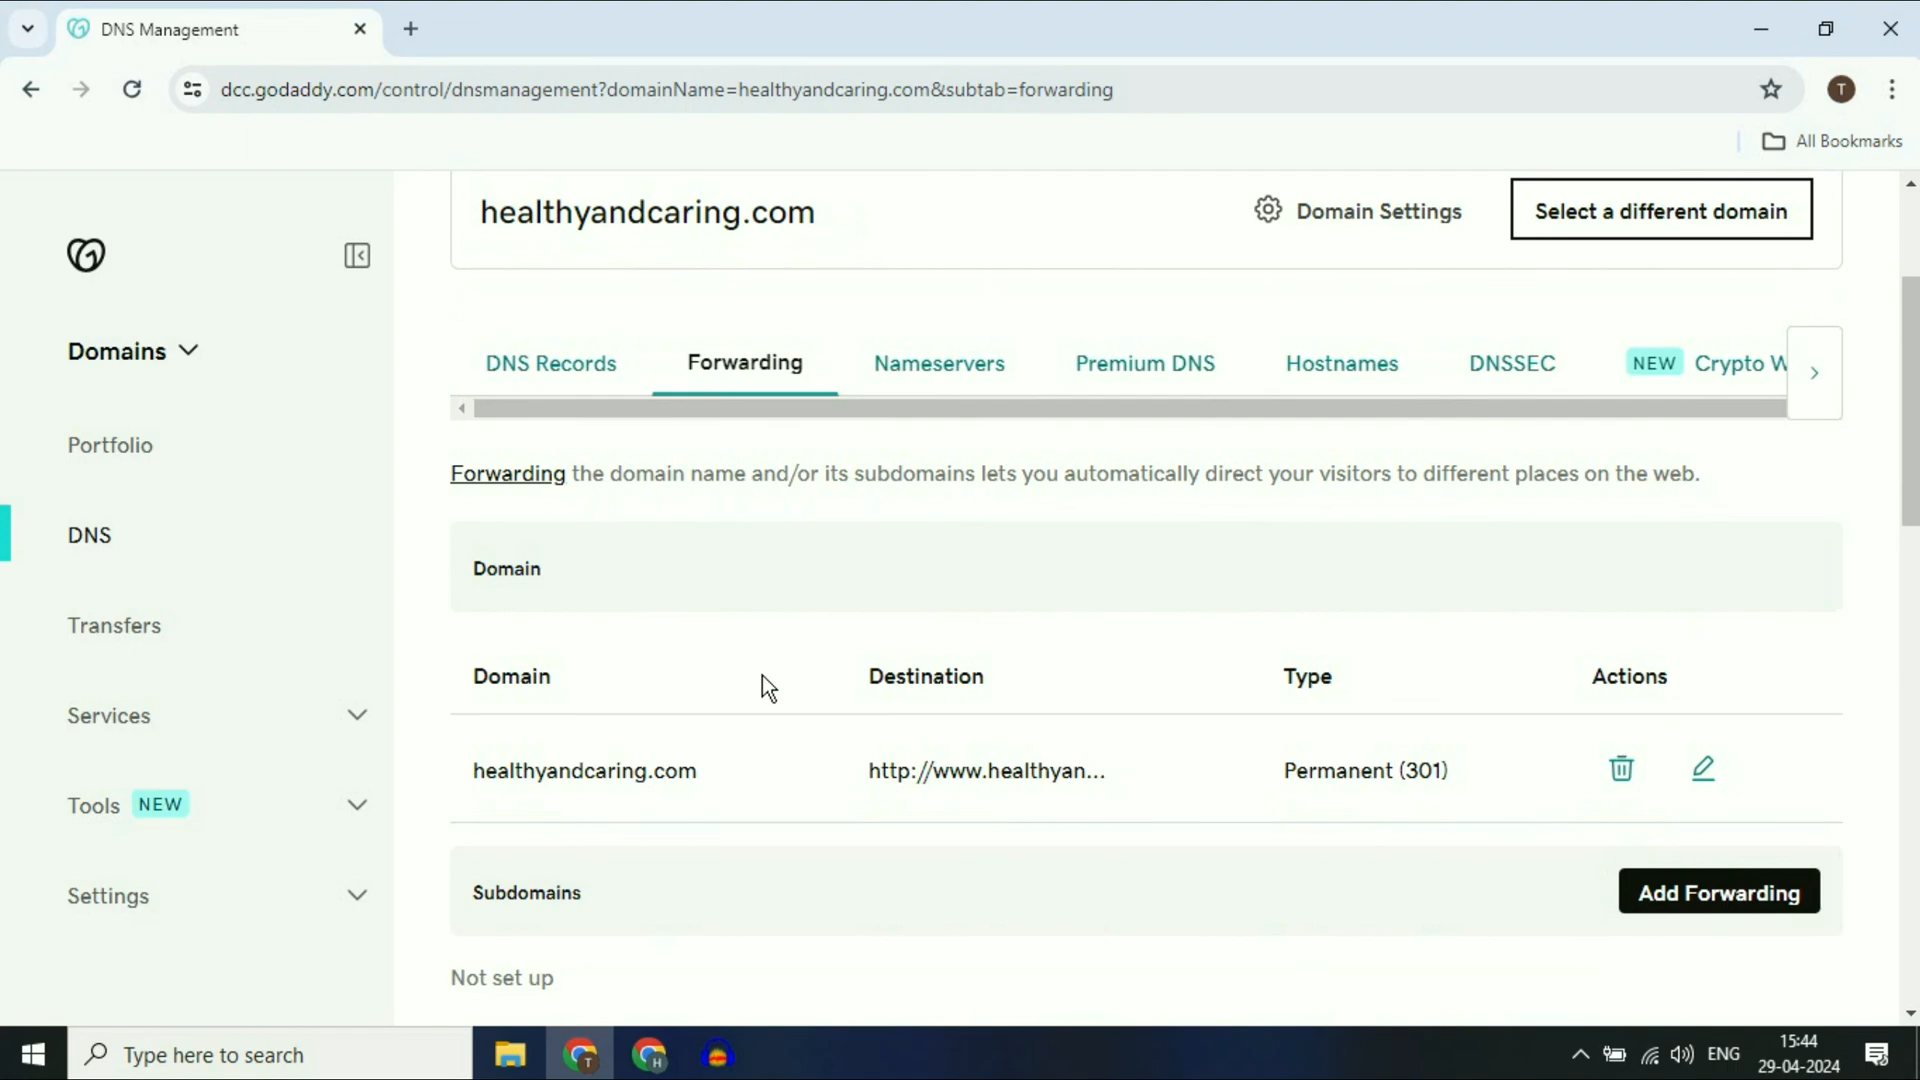 DNS Management
dcc.godaddy.com/control/dnsmanagement?domainName=healthyandcaring.com&subtab=forwarding
T
All Bookmarks
healthyandcaring.com
Domain Settings
Select a different domain
Domains
Portfolio
DNS
Transfers
Services
Tools NEW
Settings
DNS Records Forwarding Nameservers Premium DNS Hostnames DNSSEC NEW Crypto W
Forwarding the domain name and/or its subdomains lets you automatically direct your visitors to different places on the web.
Domain
Domain Destination Type Actions
healthyandcaring.com http://www.healthyan... Permanent (301)
Subdomains
Add Forwarding
Not set up
Type here to search
T
H
ENG
15:44
29-04-2024